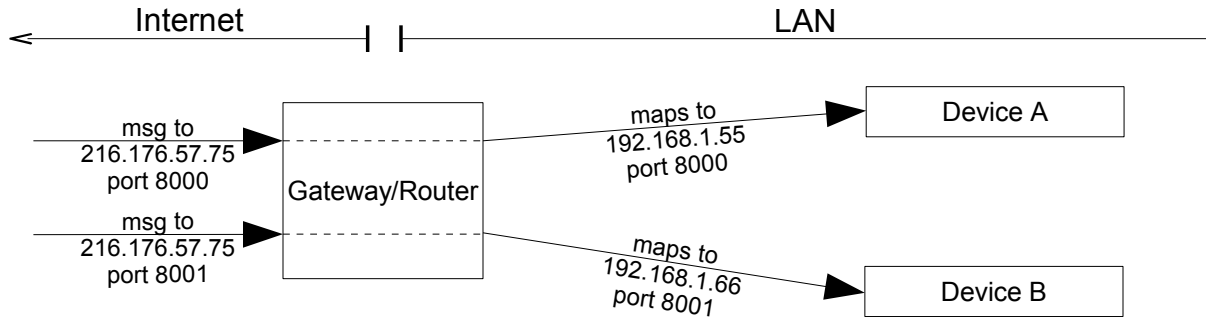 Internet
LAN
msg to
216.176.57.75
port 8000
Gateway/Router
maps to
192.168.1.55
port 8000
Device A
msg to
216.176.57.75
port 8001
maps to
192.168.1.66
port 8001
Device B